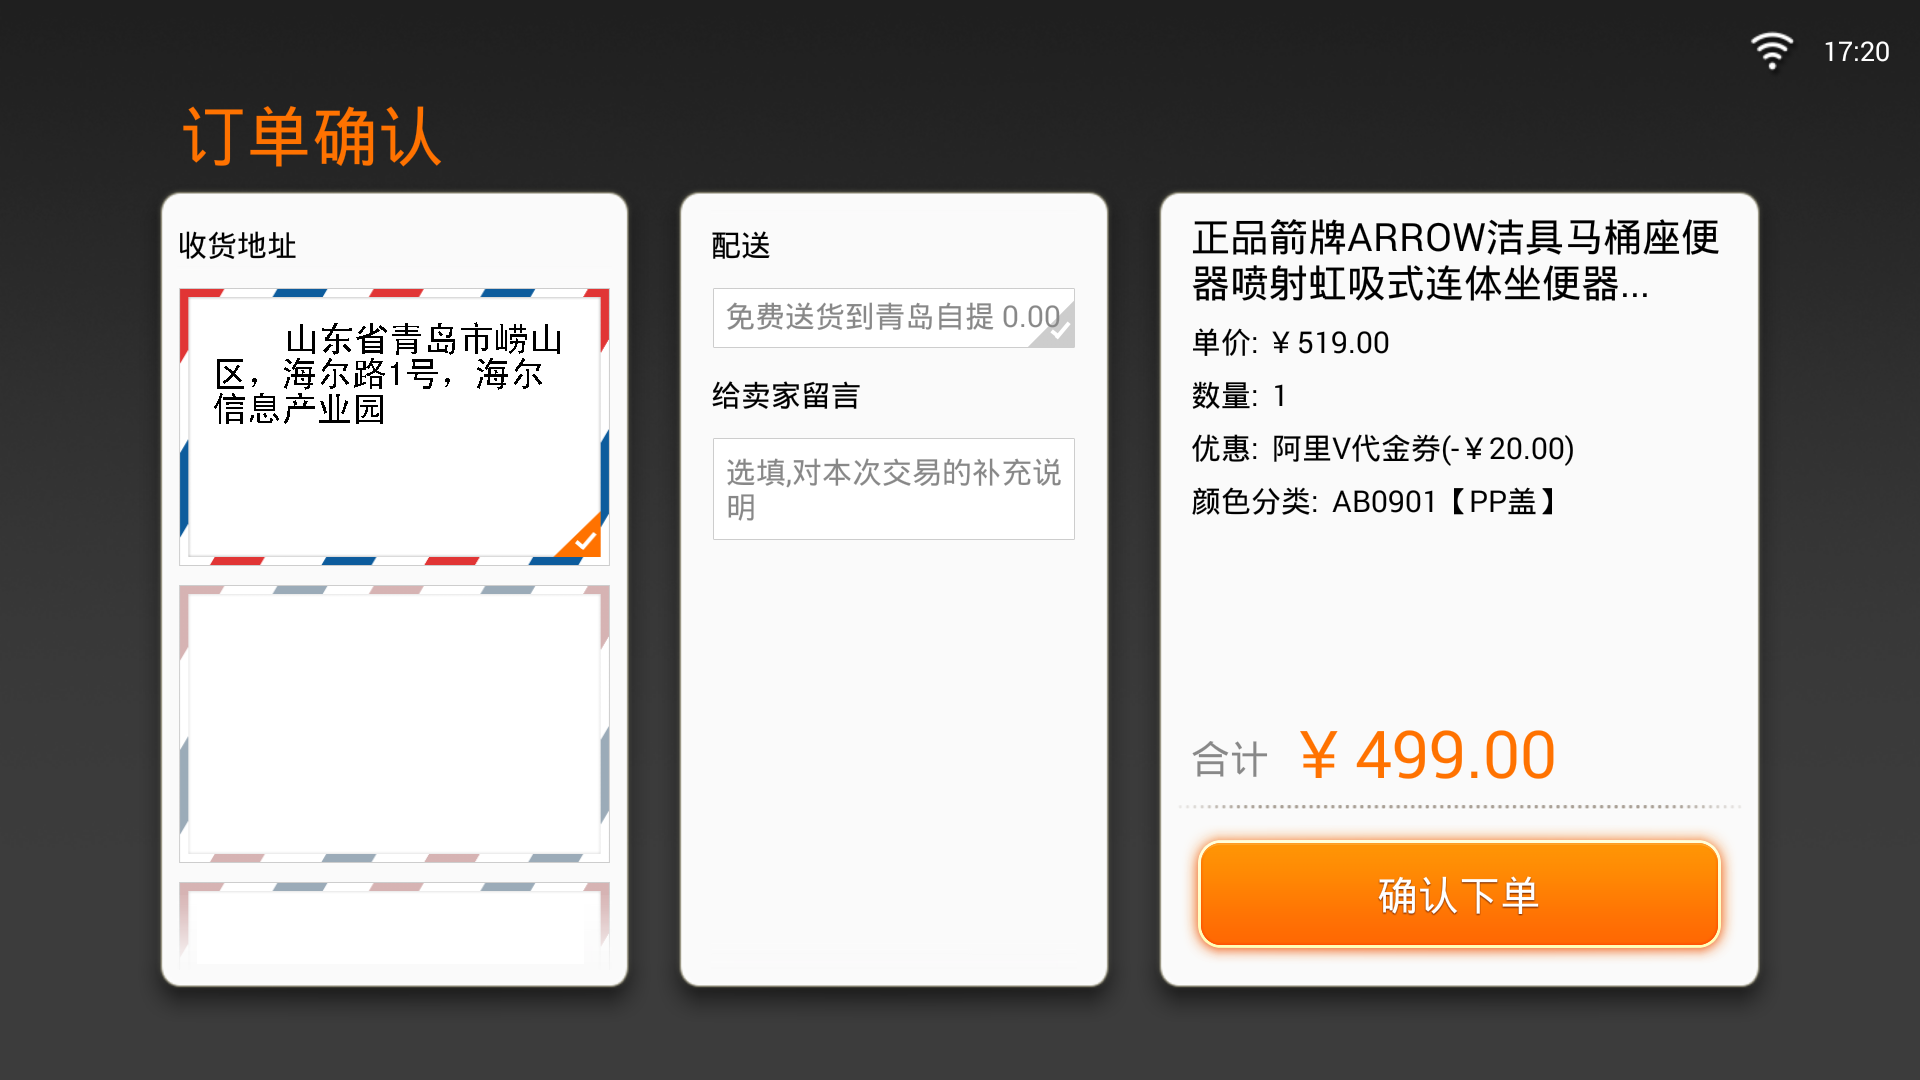 17:20
订单确认
收货地址
山东省青岛市崂山
区，海尔路1号，海尔
信息产业园
配送
免费送货到青岛自提 0.00
给卖家留言
选填,对本次交易的补充说
明
正品箭牌ARROW洁具马桶座便
器喷射虹吸式连体坐便器...
单价: ¥ 519.00
数量: 1
优惠: 阿里V代金券(-¥20.00)
颜色分类: AB0901【PP盖】
合计 ¥ 499.00
确认下单